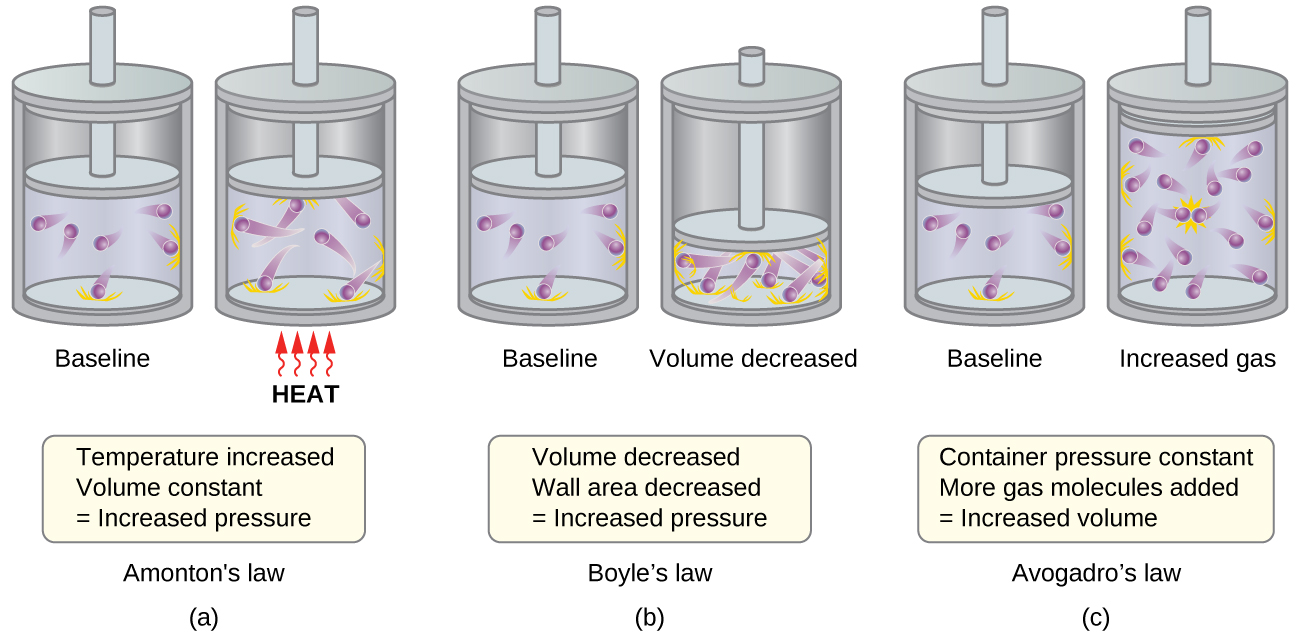 Baseline
HEAT
Temperature increased
Volume constant
= Increased pressure
Amonton's law
(a)
Baseline
Volume decreased
Volume decreased
Wall area decreased
= Increased pressure
Boyle’s law
(b)
Baseline
Increased gas
Container pressure constant
More gas molecules added
= Increased volume
Avogadro’s law
(c)